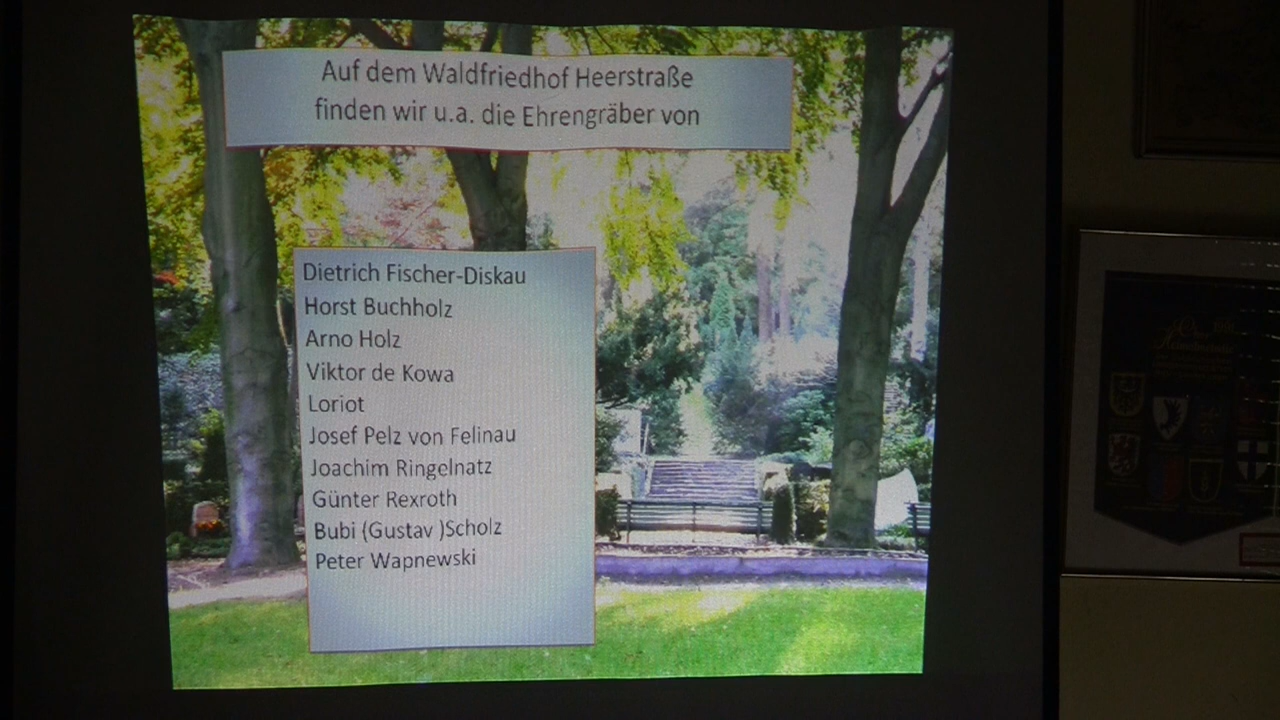 Auf dem Waldfriedhof Heerstraße
finden wir u.a. die Ehrengräber von
Dietrich Fischer-Diskau
Horst Buchholz
Arno Holz
Viktor de Kowa
Loriot
Josef Pelz von Felinau
Joachim Ringelnatz
Günter Rexroth
Bubi (Gustav )Scholz
Peter Wapnewski